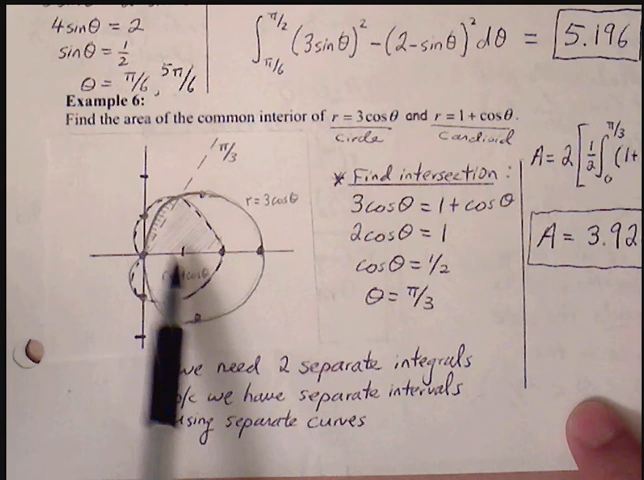 4sinθ = 2
sinθ = 1/2
θ = π/6, 5π/6
∫_{π/6}^{π/2} (3sinθ)² - (2-sinθ)² dθ = 5.196
Example 6:
Find the area of the common interior of r = 3cosθ and r = 1 + cosθ.
Circle
Cardioid
π/3
r = 3cosθ
* Find intersection :
3cosθ = 1 + cosθ
2cosθ = 1
cosθ = 1/2
θ = π/3
A = 2[ 1/2 ∫_0^{π/3} (1+
A = 3.92
we need 2 separate integrals
b/c we have separate intervals
using separate curves